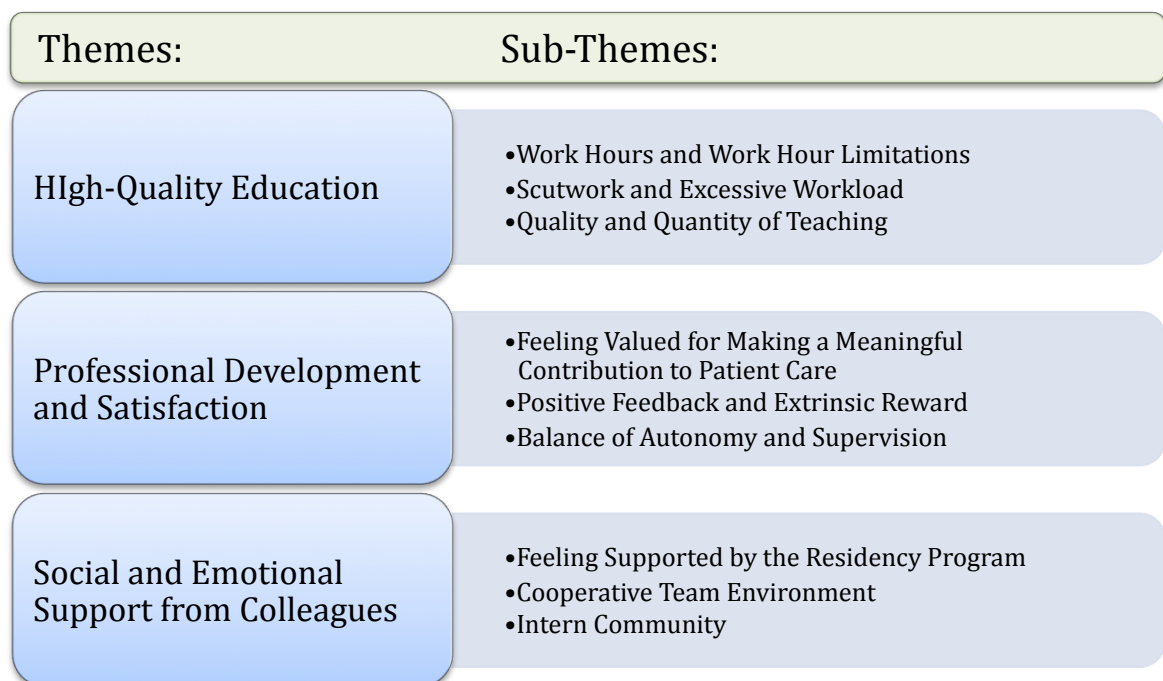 Themes: Sub-Themes:
HIgh-Quality Education
•Work Hours and Work Hour Limitations
•Scutwork and Excessive Workload
•Quality and Quantity of Teaching
Professional Development
and Satisfaction
•Feeling Valued for Making a Meaningful
Contribution to Patient Care
•Positive Feedback and Extrinsic Reward
•Balance of Autonomy and Supervision
Social and Emotional
Support from Colleagues
•Feeling Supported by the Residency Program
•Cooperative Team Environment
•Intern Community